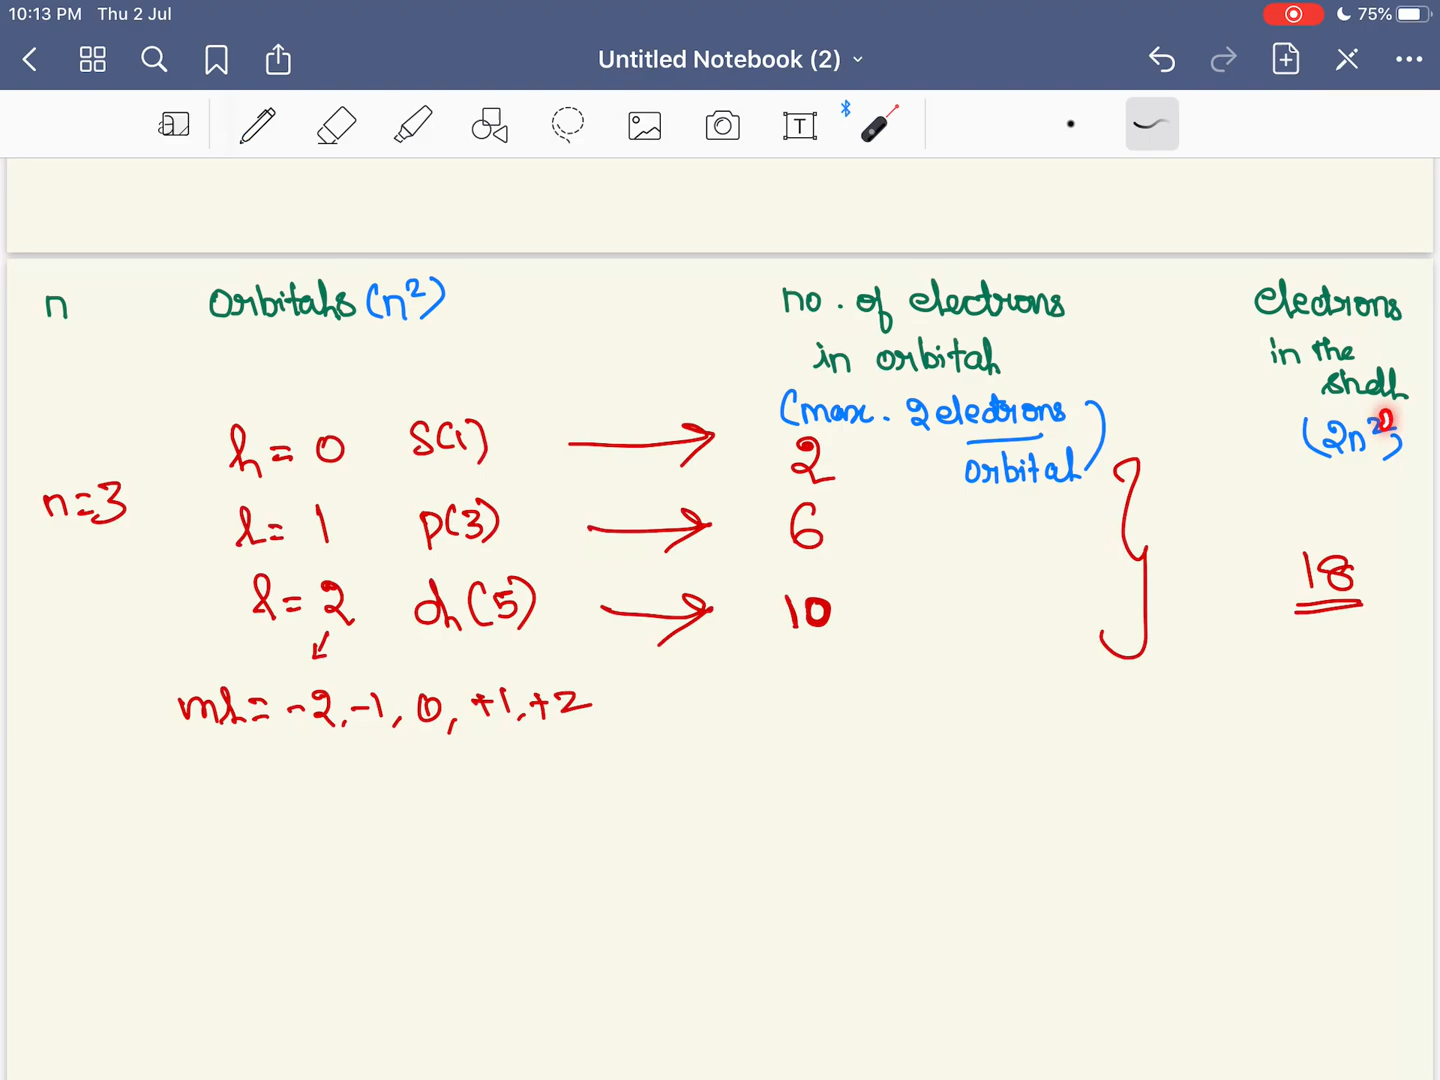 10:13 PM Thu 2 Jul
75%
Untitled Notebook (2)
T
n orbitals (n²) no. of electrons in orbital electrons in the shell
(max. 2 electrons / orbital) (2n²)
n=3
l = 0 s(1) → 2
l = 1 p(3) → 6
l = 2 d(5) → 10
18
ml = -2, -1, 0, +1, +2